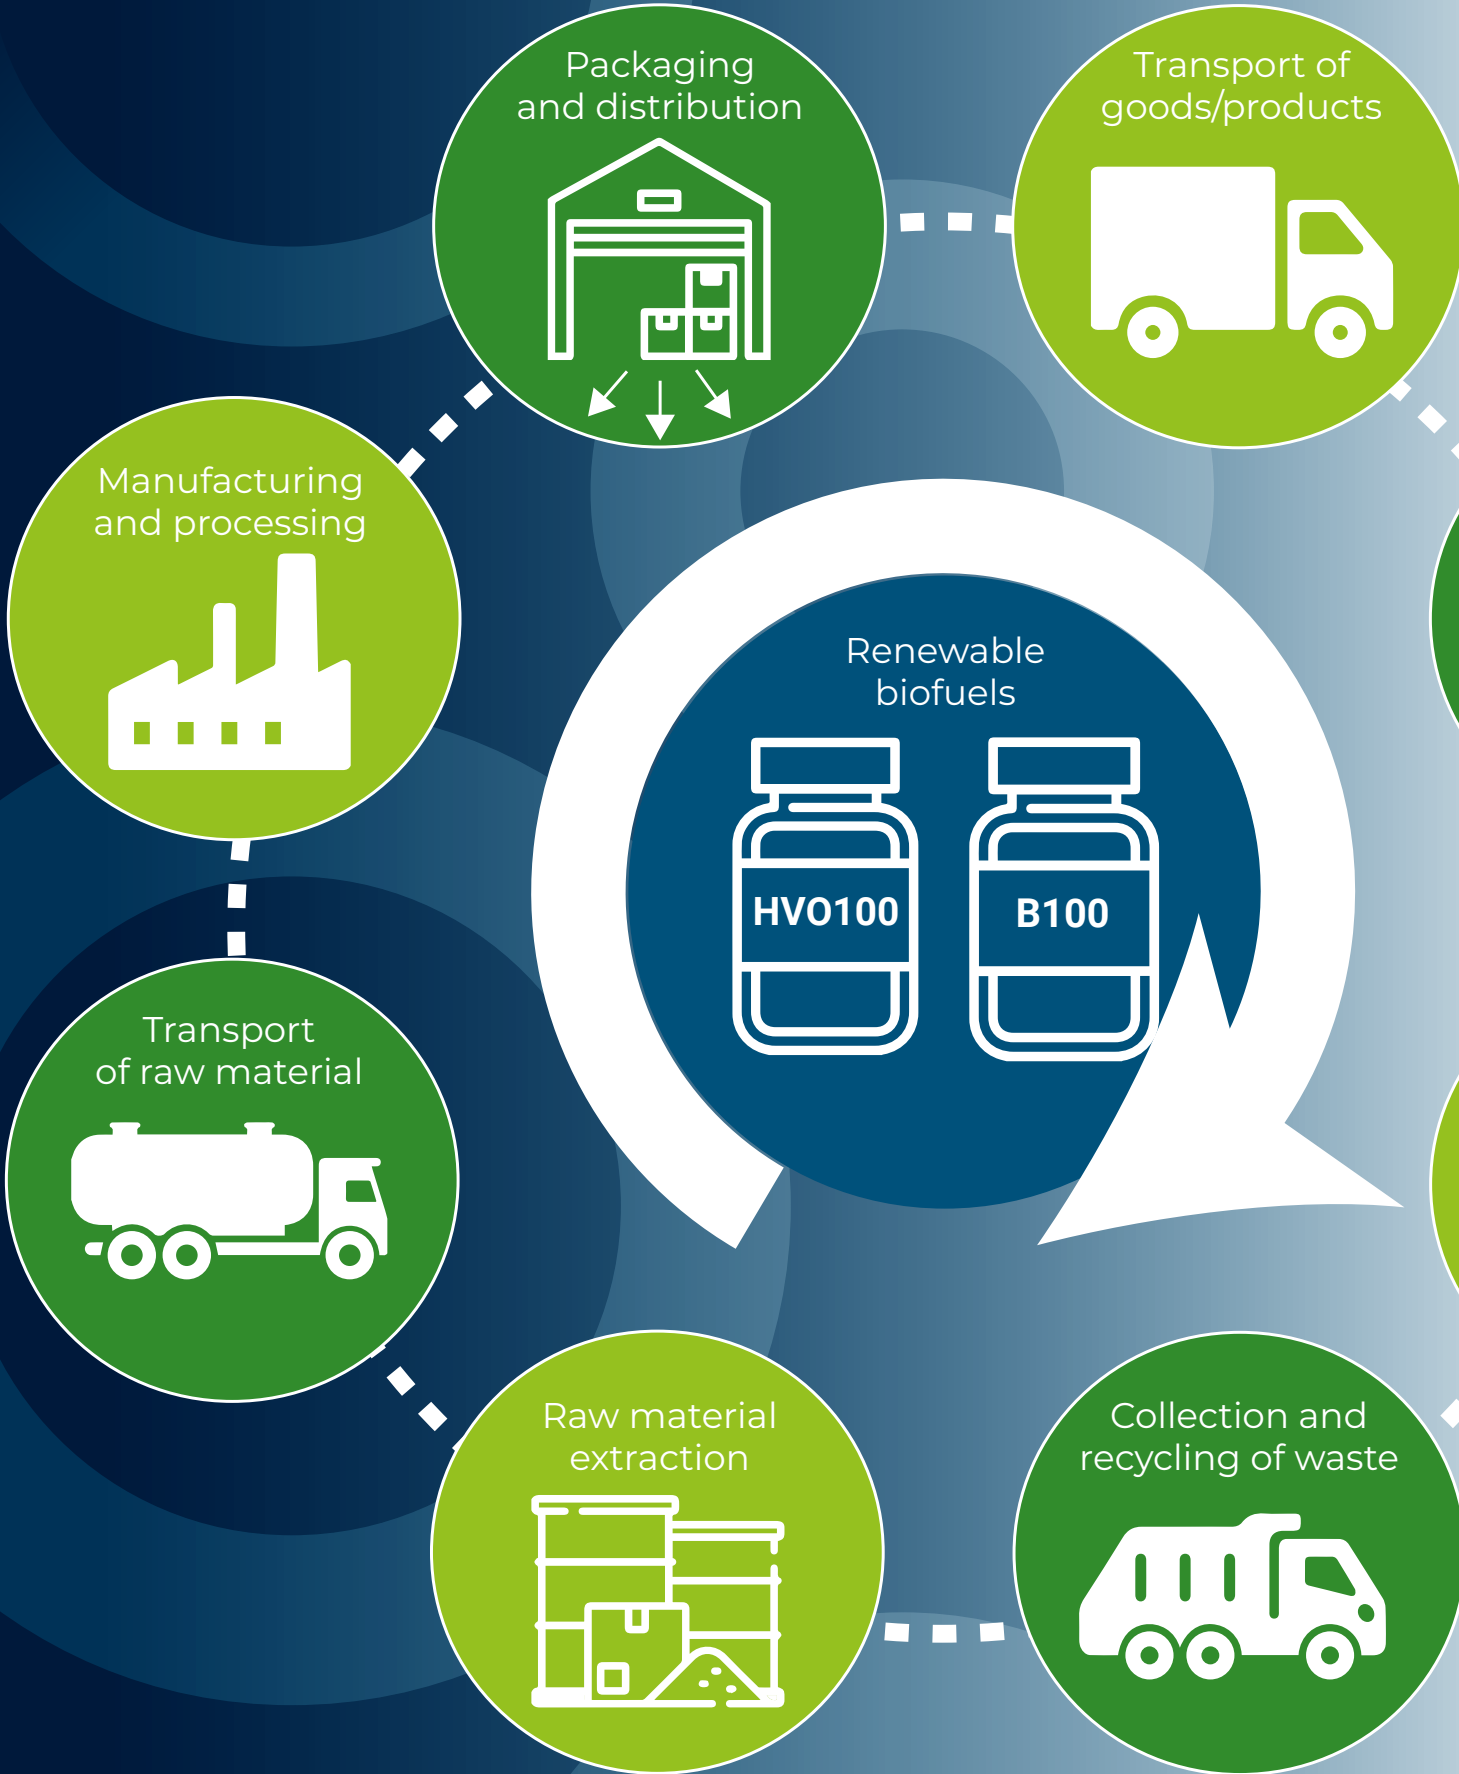 Packaging
and distribution
Transport of
goods/products
Manufacturing
and processing
Renewable
biofuels
HVO100
B100
Transport
of raw material
Raw material
extraction
Collection and
recycling of waste